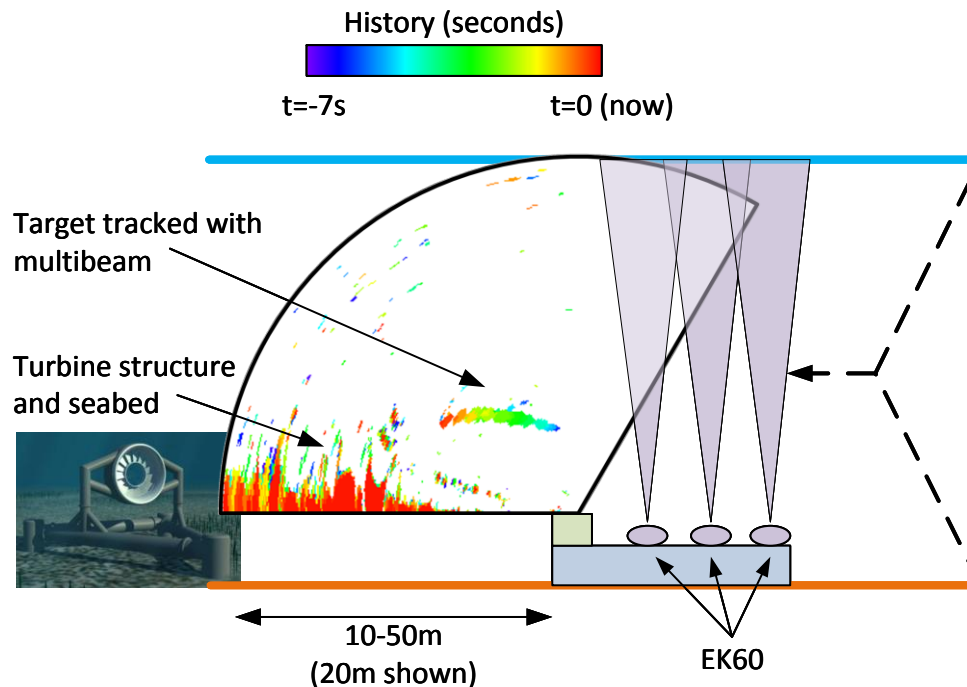 History (seconds)
t=-7s
t=0 (now)
Target tracked with
multibeam
Turbine structure
and seabed
10-50m
(20m shown)
EK60